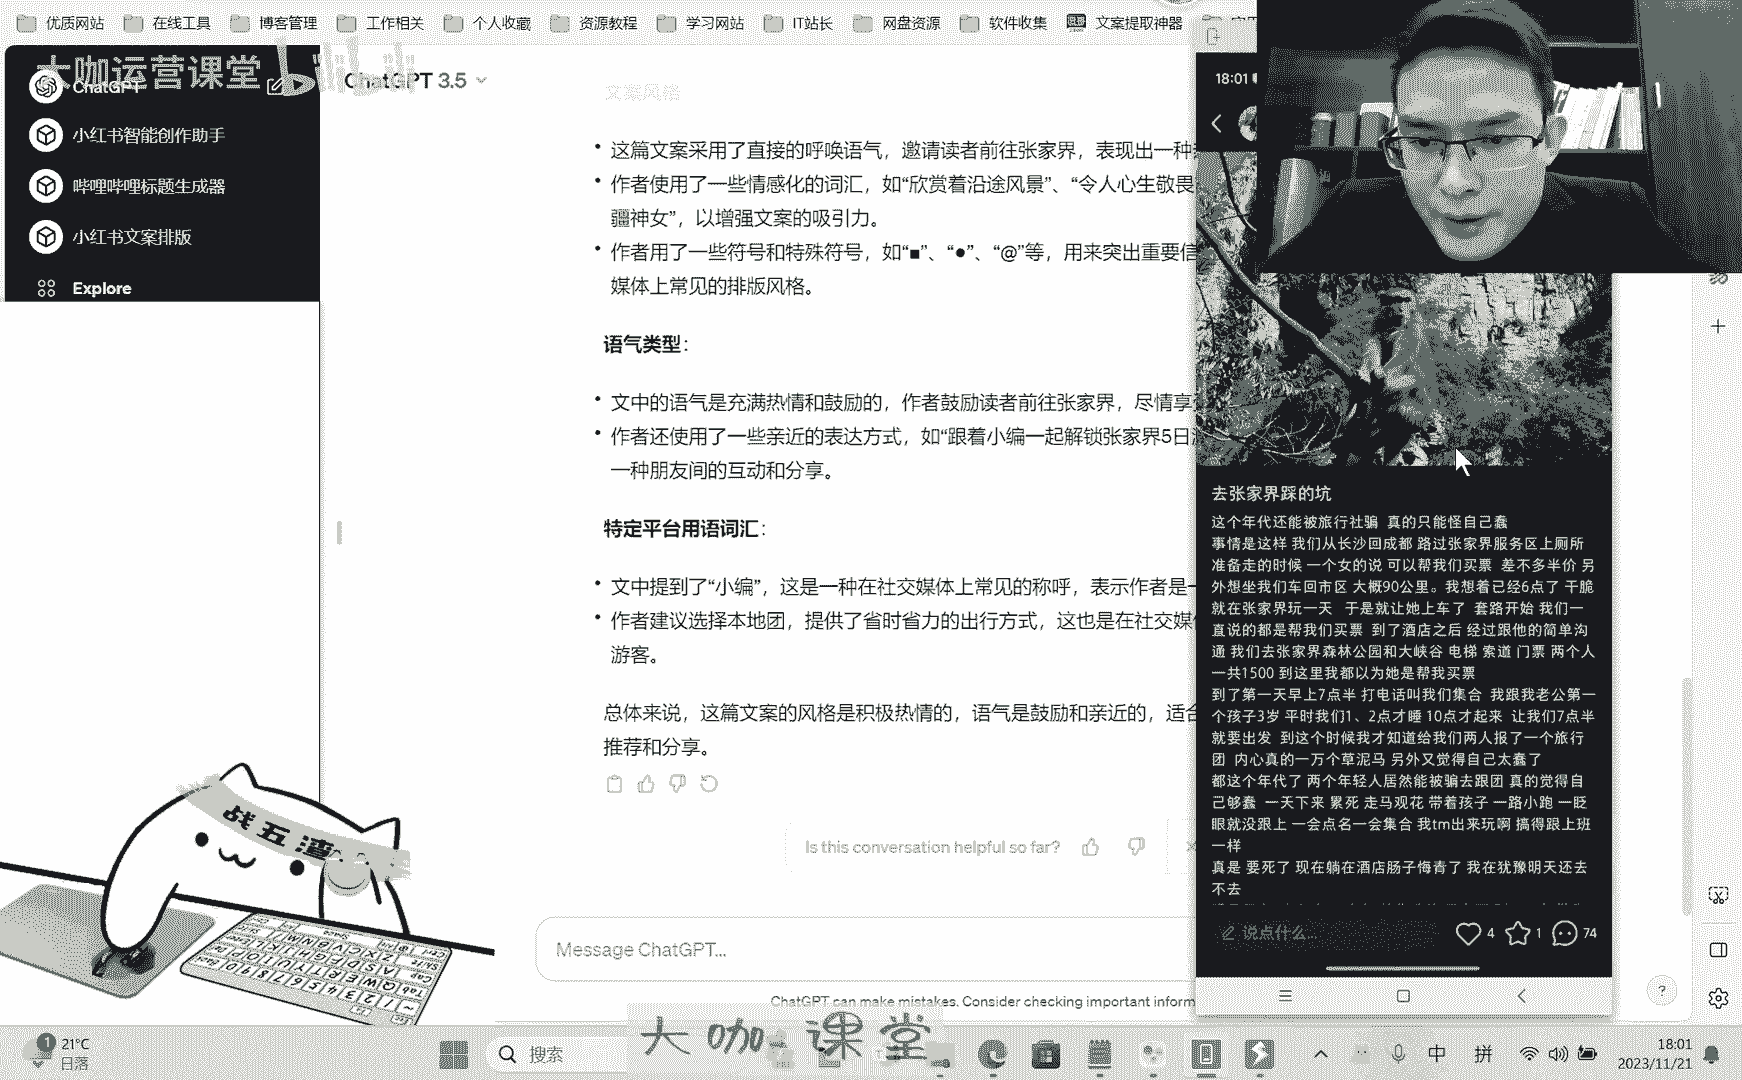 优质网站
在线工具
博客管理
工作相关
个人收藏
资源教程
学习网站
IT站长
网盘资源
软件收集
文案提取神器
大咖运营课堂
bilibili
ChatGPT
小红书智能创作助手
哔哩哔哩标题生成器
小红书文案排版
Explore
ChatGPT 3.5
文案风格
这篇文案采用了直接的呼唤语气，邀请读者前往张家界，表现出一种
作者使用了一些情感化的词汇，如“欣赏着沿途风景”、“令人心生敬畏
疆神女”，以增强文案的吸引力。
作者用了一些符号和特殊符号，如“■”、“●”、“@”等，用来突出重要信
媒体上常见的排版风格。
语气类型：
文中的语气是充满热情和鼓励的，作者鼓励读者前往张家界，尽情享
作者还使用了一些亲近的表达方式，如“跟着小编一起解锁张家界5日
一种朋友间的互动和分享。
特定平台用语词汇：
文中提到了“小编”，这是一种在社交媒体上常见的称呼，表示作者是一
作者建议选择本地团，提供了省时省力的出行方式，这也是在社交媒
游客。
总体来说，这篇文案的风格是积极热情的，语气是鼓励和亲近的，适合
推荐和分享。
Is this conversation helpful so far?
Message ChatGPT...
ChatGPT can make mistakes. Consider checking important inform
18:01
去张家界踩的坑
这个年代还能被旅行社骗 真的只能怪自己蠢
事情是这样 我们从长沙回成都 路过张家界服务区上厕所
准备走的时候 一个女的说 可以帮我们买票 差不多半价 另
外想坐我们车回市区 大概90公里。我想着已经6点了 干脆
就在张家界玩一天 于是就让她上车了 套路开始 我们一
直说的都是帮我们买票 到了酒店之后 经过跟他的简单沟
通 我们去张家界森林公园和大峡谷 电梯 索道 门票 两个人
一共1500 到这里我都以为她是帮我买票
到了第一天早上7点半 打电话叫我们集合 我跟我老公第一
个孩子3岁 平时我们1、2点才睡 10点才起来 让我们7点半
就要出发 到这个时候我才知道给我们两人报了一个旅行
团 内心真的一万个草泥马 另外又觉得自己太蠢了
都这个年代了 两个年轻人居然能被骗去跟团 真的觉得自
己够蠢 一天下来 累死 走马观花 带着孩子 一路小跑 一眨
眼就没跟上 一会点名一会集合 我tm出来玩啊 搞得跟上班
一样
真是 要死了 现在躺在酒店肠子悔青了 我在犹豫明天还去
不去
说点什么...
4
1
74
战五渣
大咖课堂
1
21°C
日落
搜索
中
拼
18:01
2023/11/21